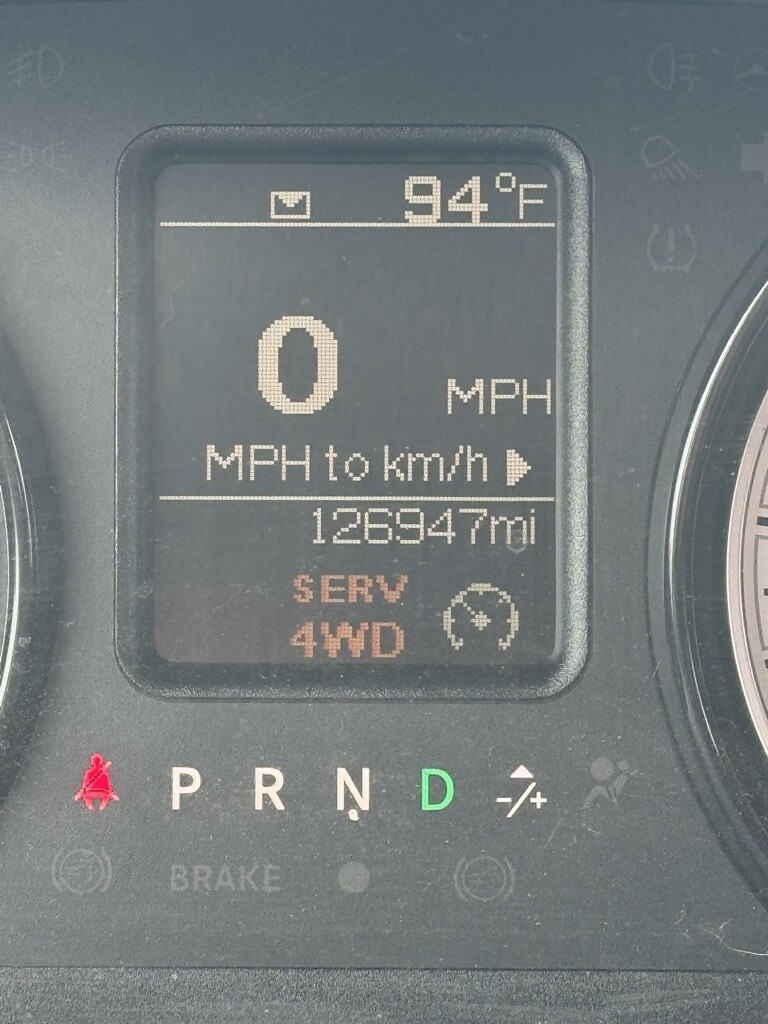 94°F
0 MPH
MPH to km/h
126947mi
SERV
4WD
P R N D -/+
BRAKE